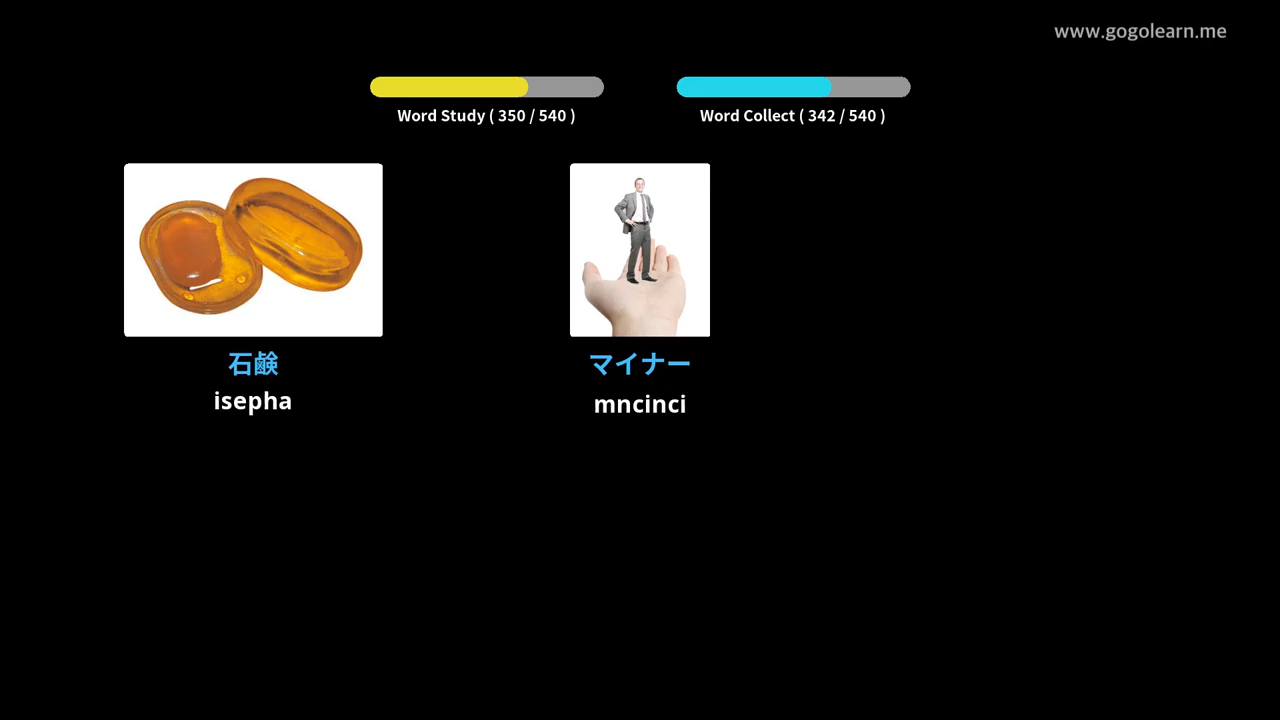 www.gogolearn.me
Word Study ( 350 / 540 )
Word Collect ( 342 / 540 )
石鹸
isepha
マイナー
mncinci